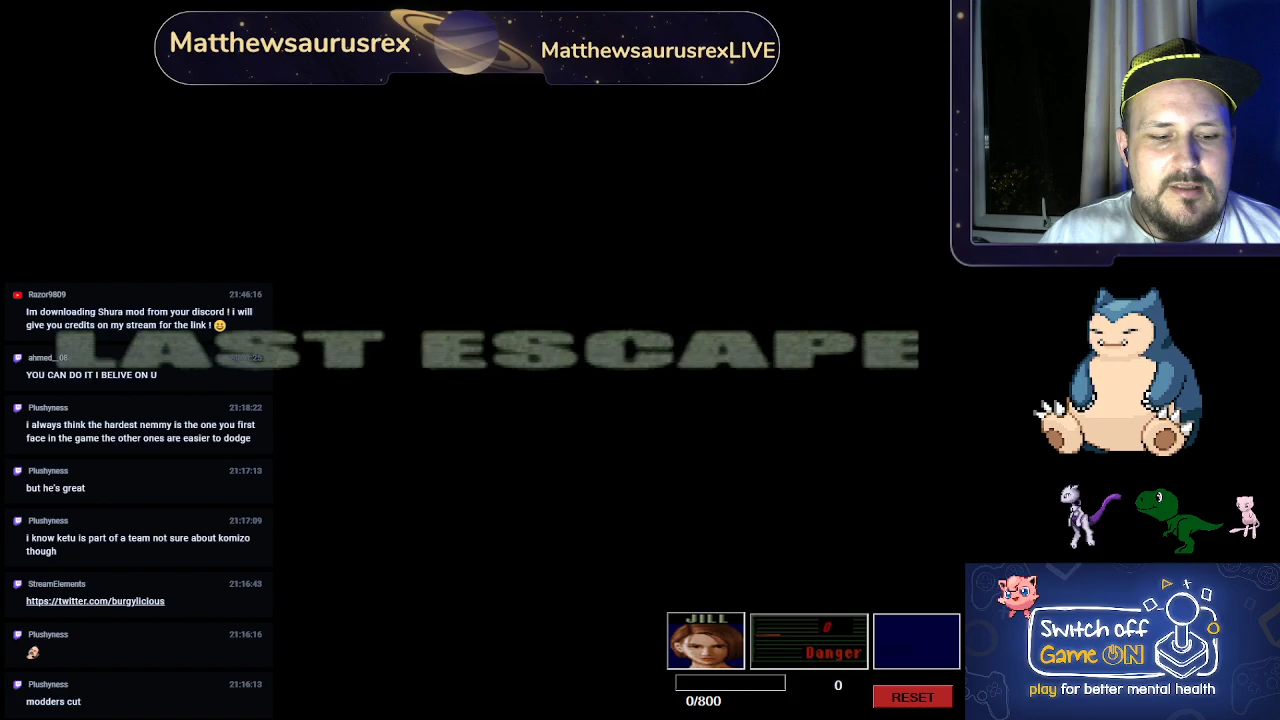 Matthewsaurusrex
MatthewsaurusrexLIVE
Razor9809 21:46:16
Im downloading Shura mod from your discord ! i will
give you credits on my stream for the link !
LAST ESCAPE
ahmed__08
YOU CAN DO IT I BELIVE ON U
Plushyness 21:18:22
i always think the hardest nemmy is the one you first
face in the game the other ones are easier to dodge
Plushyness 21:17:13
but he's great
Plushyness 21:17:09
i know ketu is part of a team not sure about komizo
though
StreamElements 21:16:43
https://twitter.com/burgylicious
Plushyness 21:16:16
Plushyness 21:16:13
modders cut
JILL
0
Danger
0/800
0
RESET
Switch off
Game ON
play for better mental health